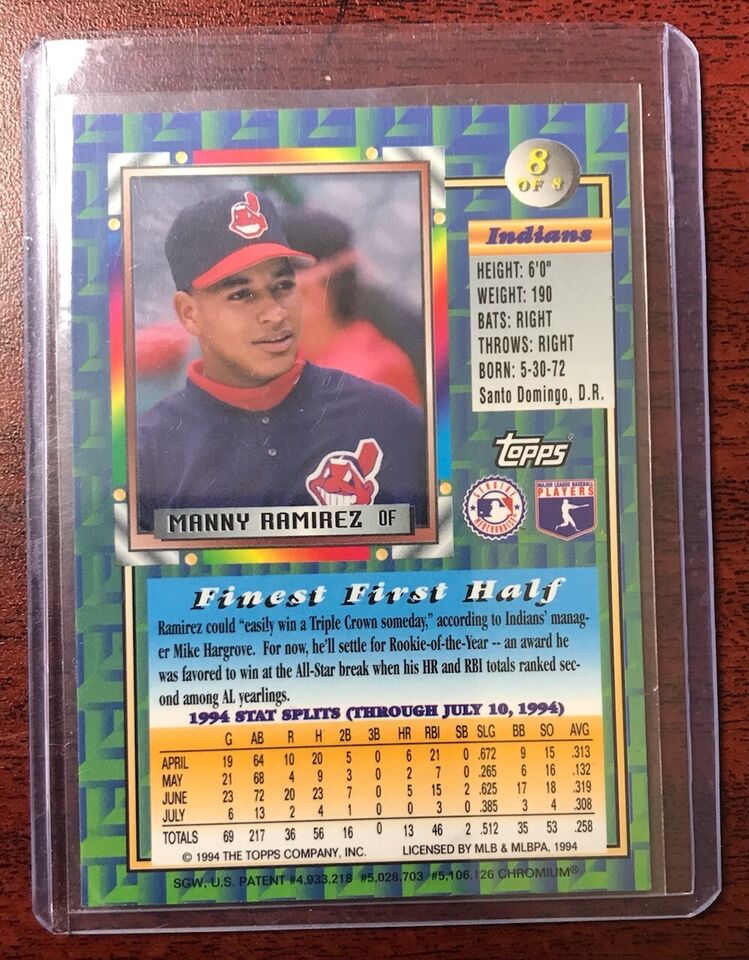 8
OF 8
Indians
HEIGHT: 6'0"
WEIGHT: 190
BATS: RIGHT
THROWS: RIGHT
BORN: 5-30-72
Santo Domingo, D.R.
TOPPS®
GENUINE
MERCHANDISE
MAJOR LEAGUE BASEBALL
PLAYERS
MANNY RAMIREZ OF
Finest First Half
Ramirez could "easily win a Triple Crown someday," according to Indians' manag-
er Mike Hargrove. For now, he'll settle for Rookie-of-the-Year -- an award he
was favored to win at the All-Star break when his HR and RBI totals ranked sec-
ond among AL yearlings.
1994 STAT SPLITS (THROUGH JULY 10, 1994)
G AB R H 2B 3B HR RBI SB SLG BB SO AVG
APRIL 19 64 10 20 5 0 6 21 0 .672 9 15 .313
MAY 21 68 4 9 3 0 2 7 0 .265 6 16 .132
JUNE 23 72 20 23 7 0 5 15 2 .625 17 18 .319
JULY 6 13 2 4 1 0 0 3 0 .385 3 4 .308
TOTALS 69 217 36 56 16 0 13 46 2 .512 35 53 .258
© 1994 THE TOPPS COMPANY, INC. LICENSED BY MLB & MLBPA, 1994
SGW, U.S. PATENT #4,933,218 #5,028,703 #5,106,126 CHROMIUM®